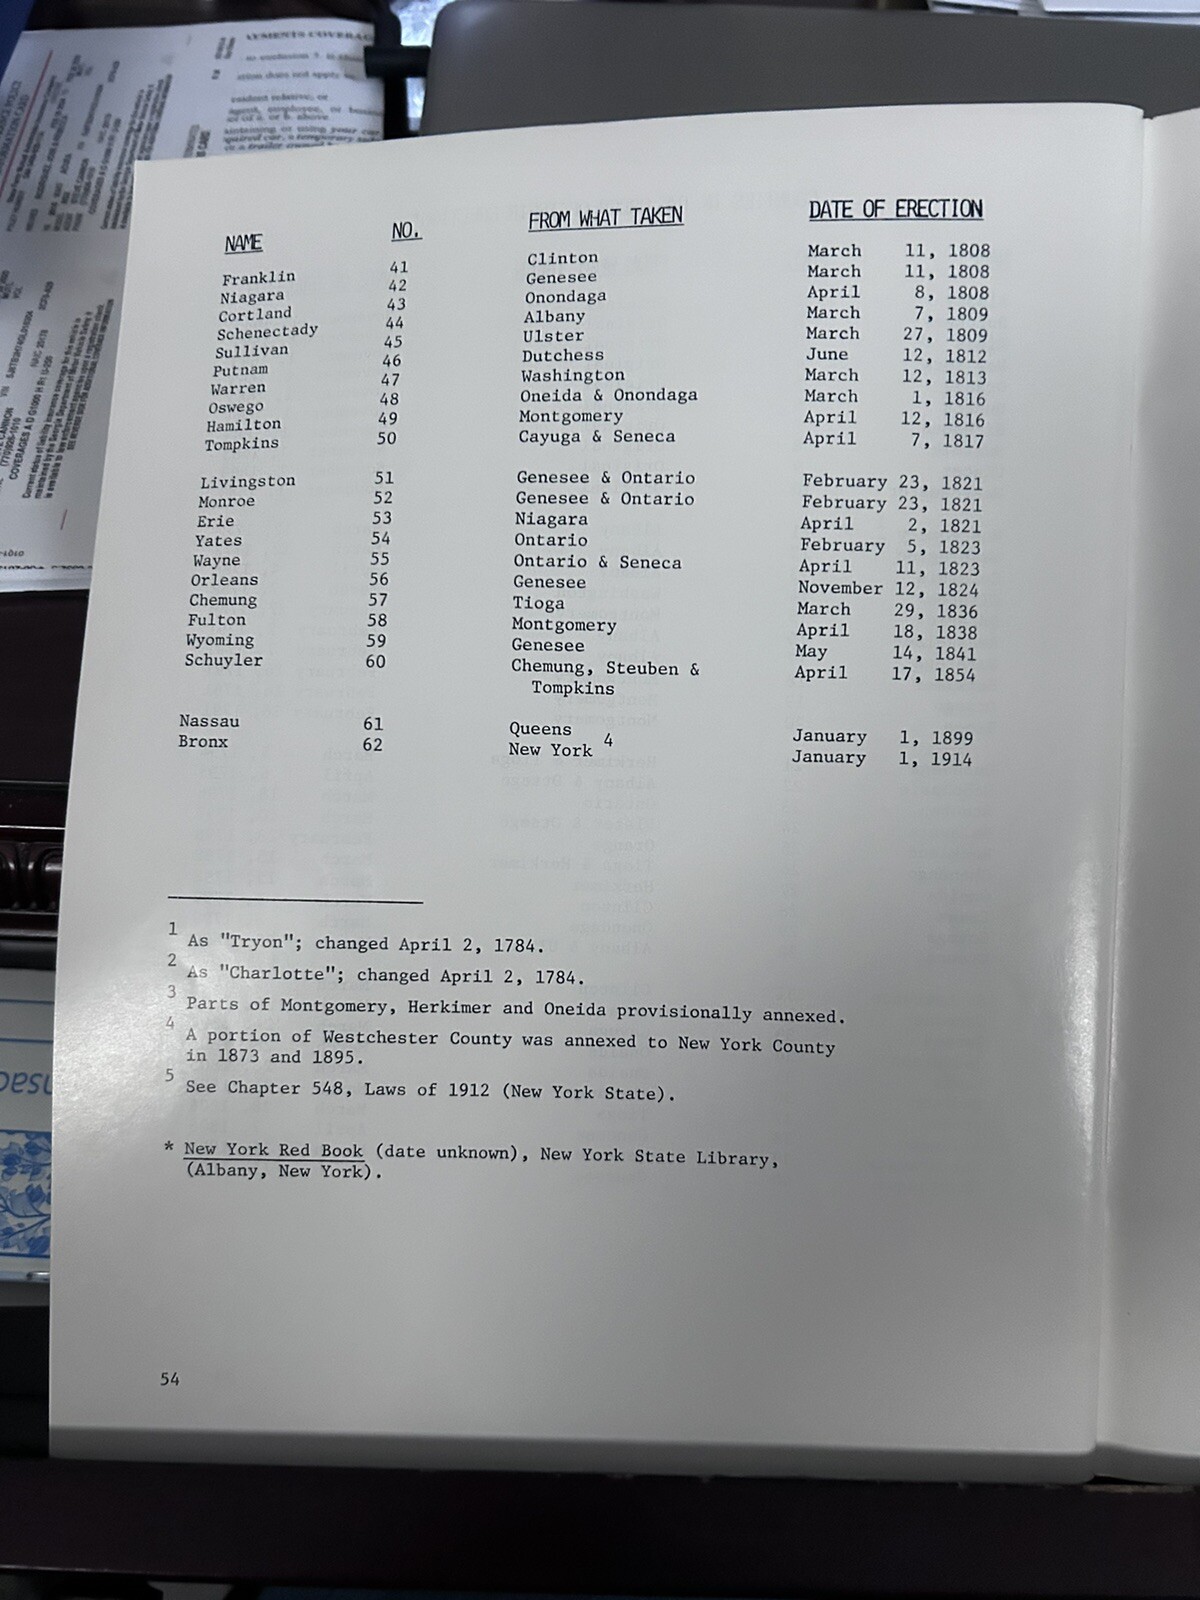 NAME NO. FROM WHAT TAKEN DATE OF ERECTION
Franklin 41 Clinton March 11, 1808
Niagara 42 Genesee March 11, 1808
Cortland 43 Onondaga April 8, 1808
Schenectady 44 Albany March 7, 1809
Sullivan 45 Ulster March 27, 1809
Putnam 46 Dutchess June 12, 1812
Warren 47 Washington March 12, 1813
Oswego 48 Oneida & Onondaga March 1, 1816
Hamilton 49 Montgomery April 12, 1816
Tompkins 50 Cayuga & Seneca April 7, 1817
Livingston 51 Genesee & Ontario February 23, 1821
Monroe 52 Genesee & Ontario February 23, 1821
Erie 53 Niagara April 2, 1821
Yates 54 Ontario February 5, 1823
Wayne 55 Ontario & Seneca April 11, 1823
Orleans 56 Genesee November 12, 1824
Chemung 57 Tioga March 29, 1836
Fulton 58 Montgomery April 18, 1838
Wyoming 59 Genesee May 14, 1841
Schuyler 60 Chemung, Steuben & April 17, 1854
Tompkins
Nassau 61 Queens January 1, 1899
Bronx 62 New York 4 January 1, 1914
1 As "Tryon"; changed April 2, 1784.
2 As "Charlotte"; changed April 2, 1784.
3 Parts of Montgomery, Herkimer and Oneida provisionally annexed.
4 A portion of Westchester County was annexed to New York County
in 1873 and 1895.
5 See Chapter 548, Laws of 1912 (New York State).
* New York Red Book (date unknown), New York State Library,
(Albany, New York).
54